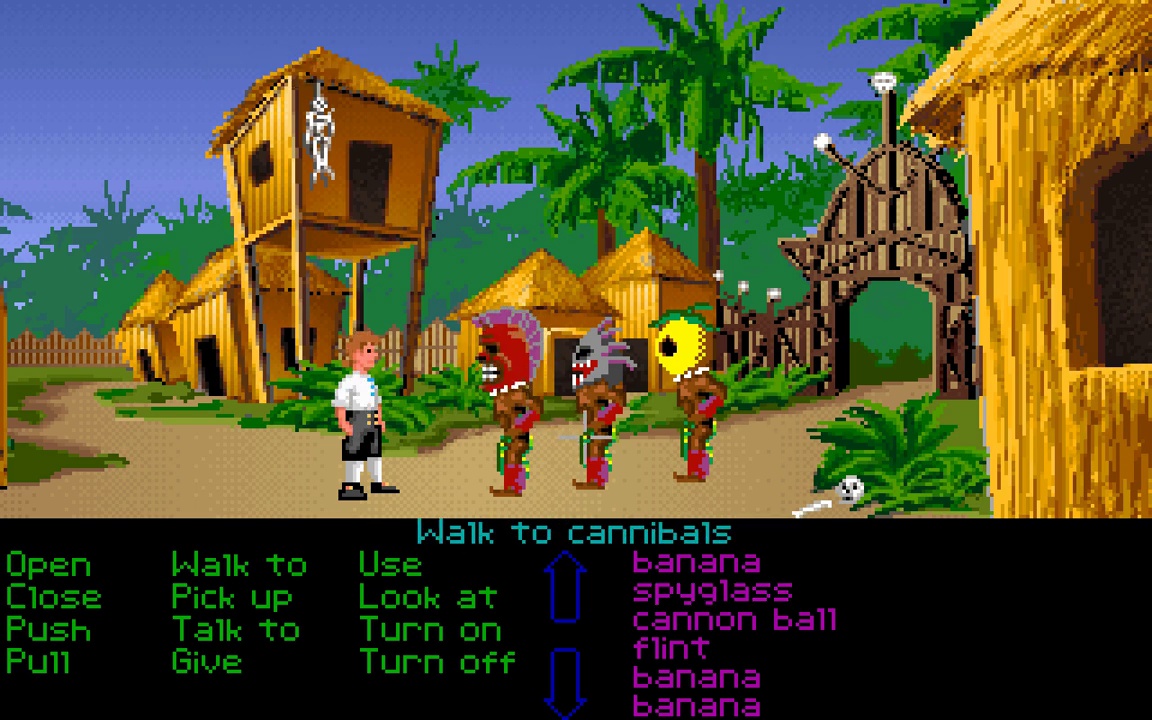 Walk to cannibals
Open Walk to Use
Close Pick up Look at
Push Talk to Turn on
Pull Give Turn off
banana
spyglass
cannon ball
flint
banana
banana